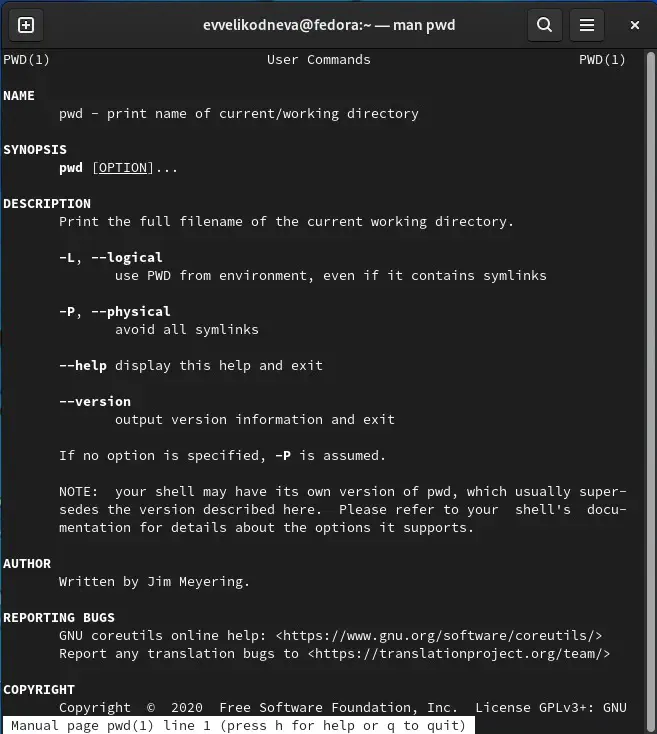 evvelikodneva@fedora:~ — man pwd
PWD(1) User Commands PWD(1)
NAME
pwd - print name of current/working directory
SYNOPSIS
pwd [OPTION]...
DESCRIPTION
Print the full filename of the current working directory.
-L, --logical
use PWD from environment, even if it contains symlinks
-P, --physical
avoid all symlinks
--help display this help and exit
--version
output version information and exit
If no option is specified, -P is assumed.
NOTE:  your shell may have its own version of pwd, which usually super-
sedes the version described here.  Please refer to your  shell's  docu-
mentation for details about the options it supports.
AUTHOR
Written by Jim Meyering.
REPORTING BUGS
GNU coreutils online help: <https://www.gnu.org/software/coreutils/>
Report any translation bugs to <https://translationproject.org/team/>
COPYRIGHT
Copyright  ©  2020  Free Software Foundation, Inc.  License GPLv3+: GNU
Manual page pwd(1) line 1 (press h for help or q to quit)